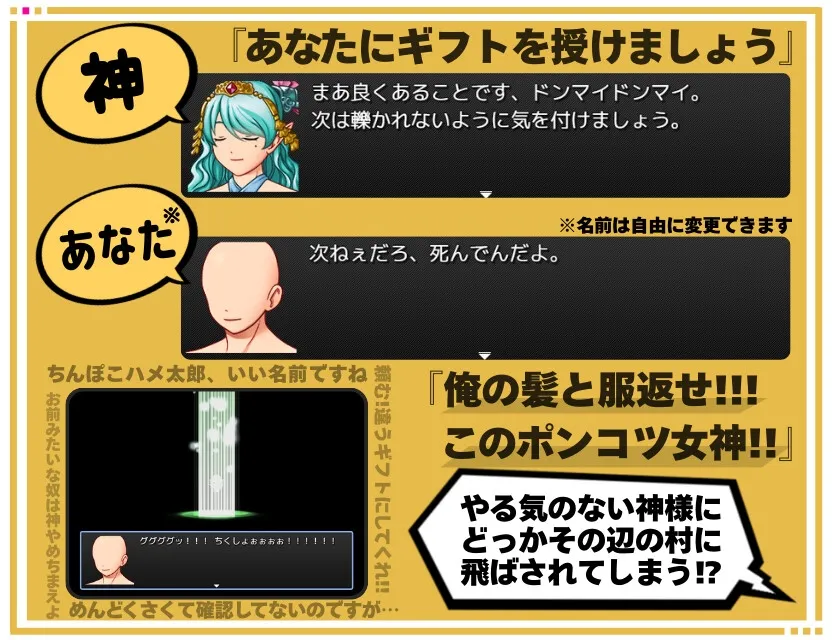 『あなたにギフトを授けましょう』
神
まあ良くあることです、ドンマイドンマイ。
次は轢かれないように気を付けましょう。
あなた※
※名前は自由に変更できます
次ねぇだろ、死んでんだよ。
ちんぽこハメ太郎、いい名前ですね
お前みたいな奴は神やめちまえよ
頼む!違うギフトにしてくれ!!!
ググググッ!!! ちくしょぉぉぉぉ!!!!!!
めんどくさくて確認してないのですが…
『俺の髪と服返せ!!!
このポンコツ女神!!』
やる気のない神様に
どっかその辺の村に
飛ばされてしまう!?